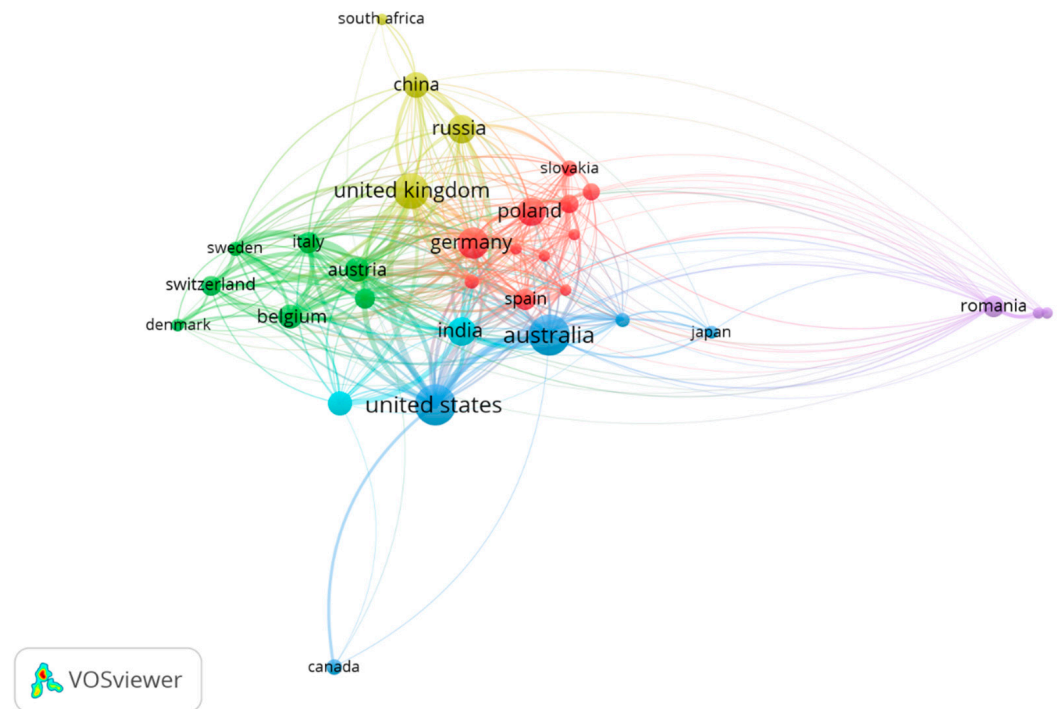 south africa
china
russia
slovakia
united kingdom
poland
germany
sweden
italy
austria
switzerland
spain
romania
denmark
belgium
india
australia
japan
united states
canada
VOSviewer